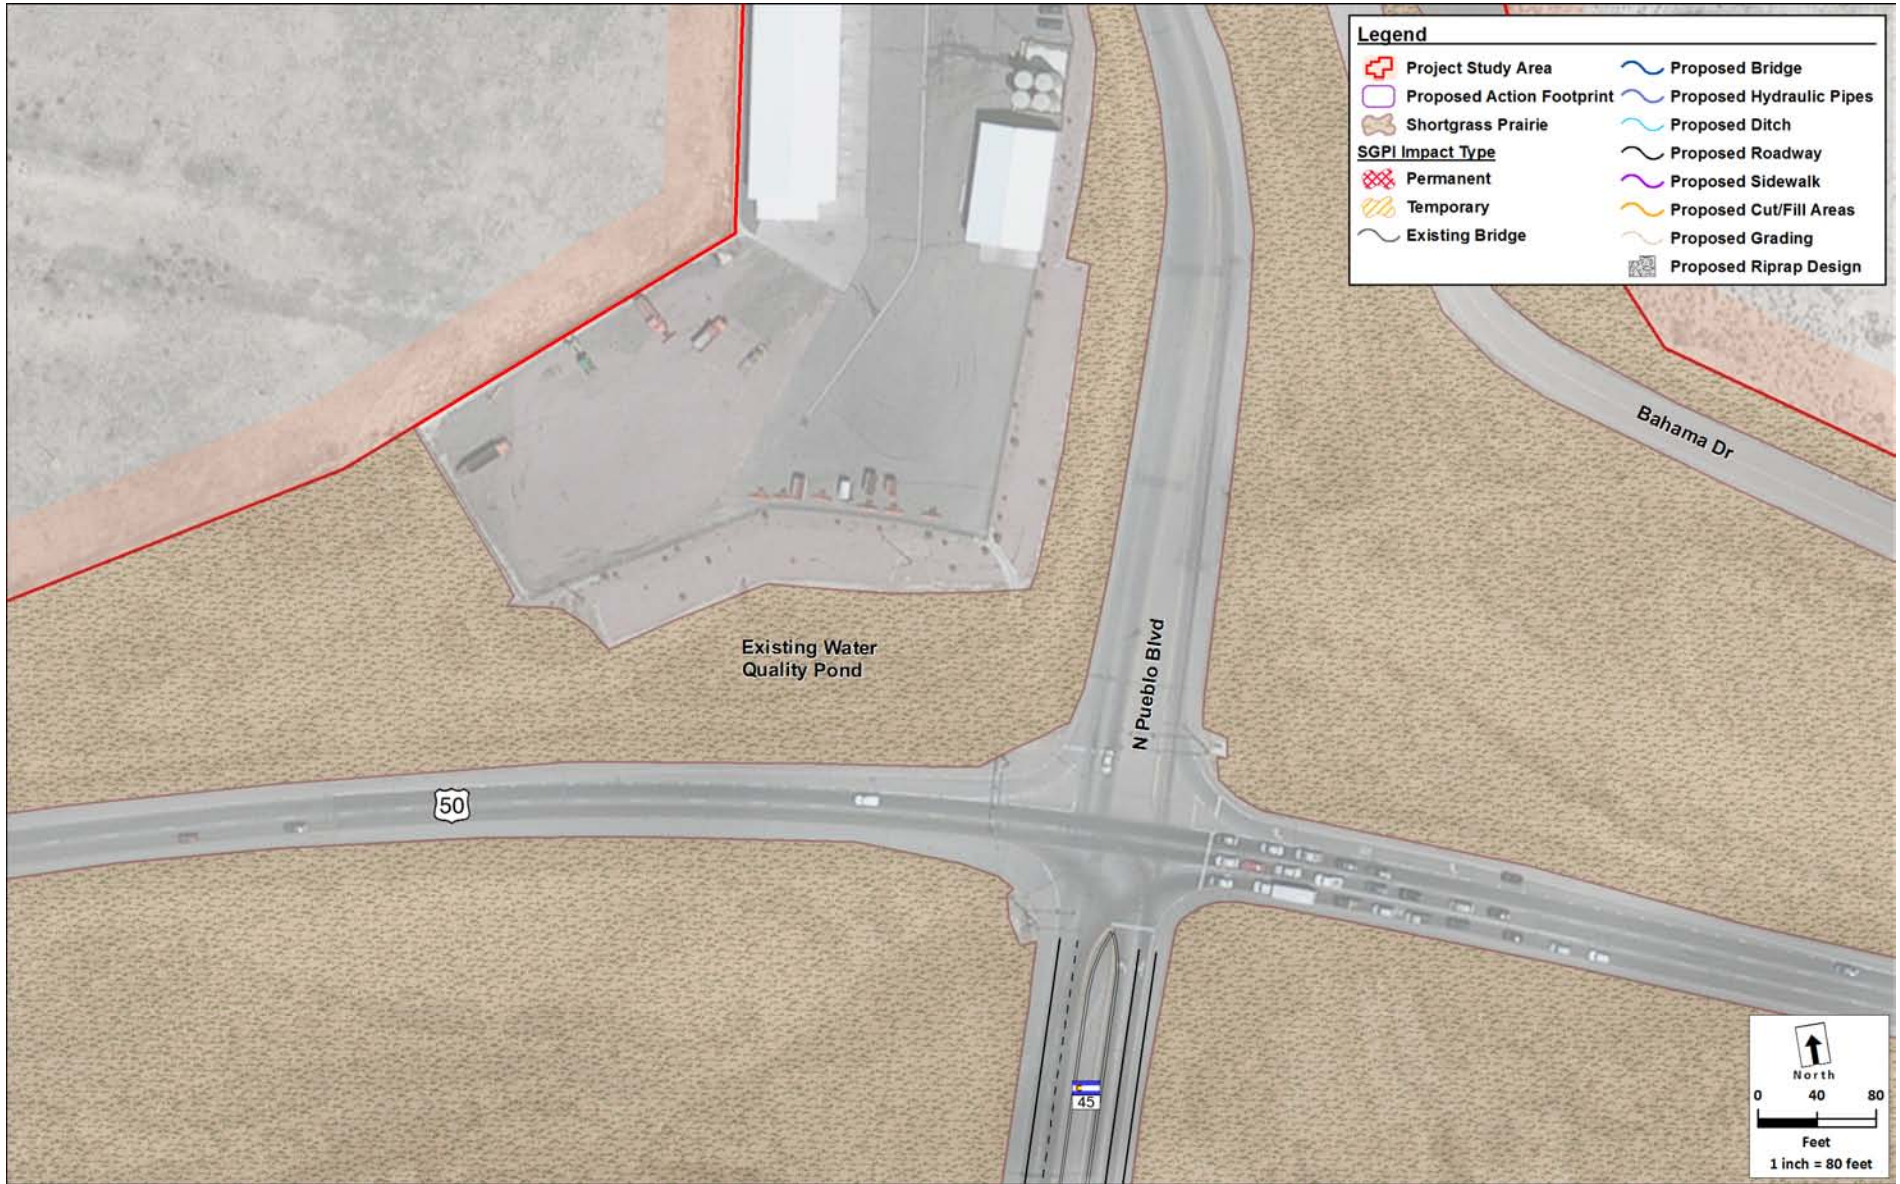 Legend
Project Study Area
Proposed Action Footprint
Shortgrass Prairie
SGPI Impact Type
Permanent
Temporary
Existing Bridge
Proposed Bridge
Proposed Hydraulic Pipes
Proposed Ditch
Proposed Roadway
Proposed Sidewalk
Proposed Cut/Fill Areas
Proposed Grading
Proposed Riprap Design
Bahama Dr
Existing Water
Quality Pond
N Pueblo Blvd
50
45
North
0 40 80
Feet
1 inch = 80 feet